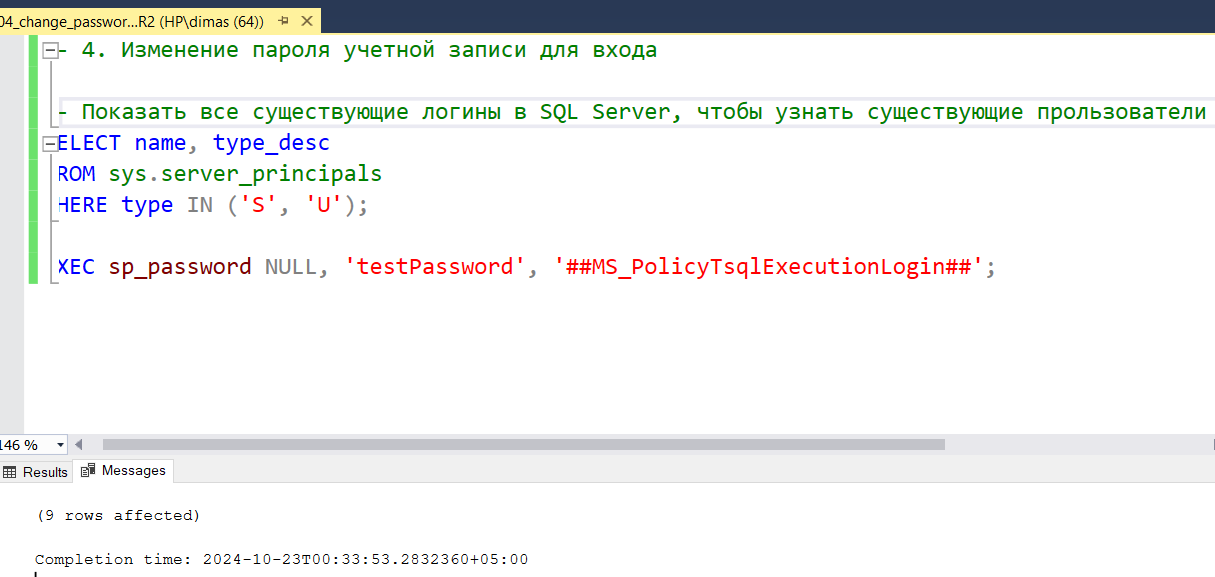 04_change_passwor...R2 (HP\dimas (64))
- 4. Изменение пароля учетной записи для входа
- Показать все существующие логины в SQL Server, чтобы узнать существующие прользователи
ELECT name, type_desc
ROM sys.server_principals
HERE type IN ('S', 'U');
XEC sp_password NULL, 'testPassword', '##MS_PolicyTsqlExecutionLogin##';
146 %
Results Messages
(9 rows affected)
Completion time: 2024-10-23T00:33:53.2832360+05:00